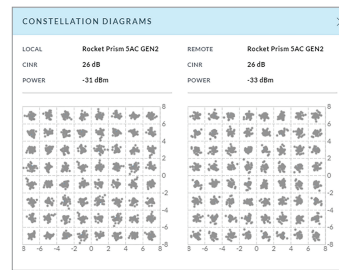 CONSTELLATION DIAGRAMS
LOCAL Rocket Prism 5AC GEN2 REMOTE Rocket Prism 5AC GEN2
CINR 26 dB CINR 26 dB
POWER -31 dBm POWER -33 dBm
8 8
6 6
4 4
2 2
0 0
-2 -2
-4 -4
-6 -6
-8 -8
8 -6 -4 -2 0 2 4 6 8 8 -6 -4 -2 0 2 4 6 8